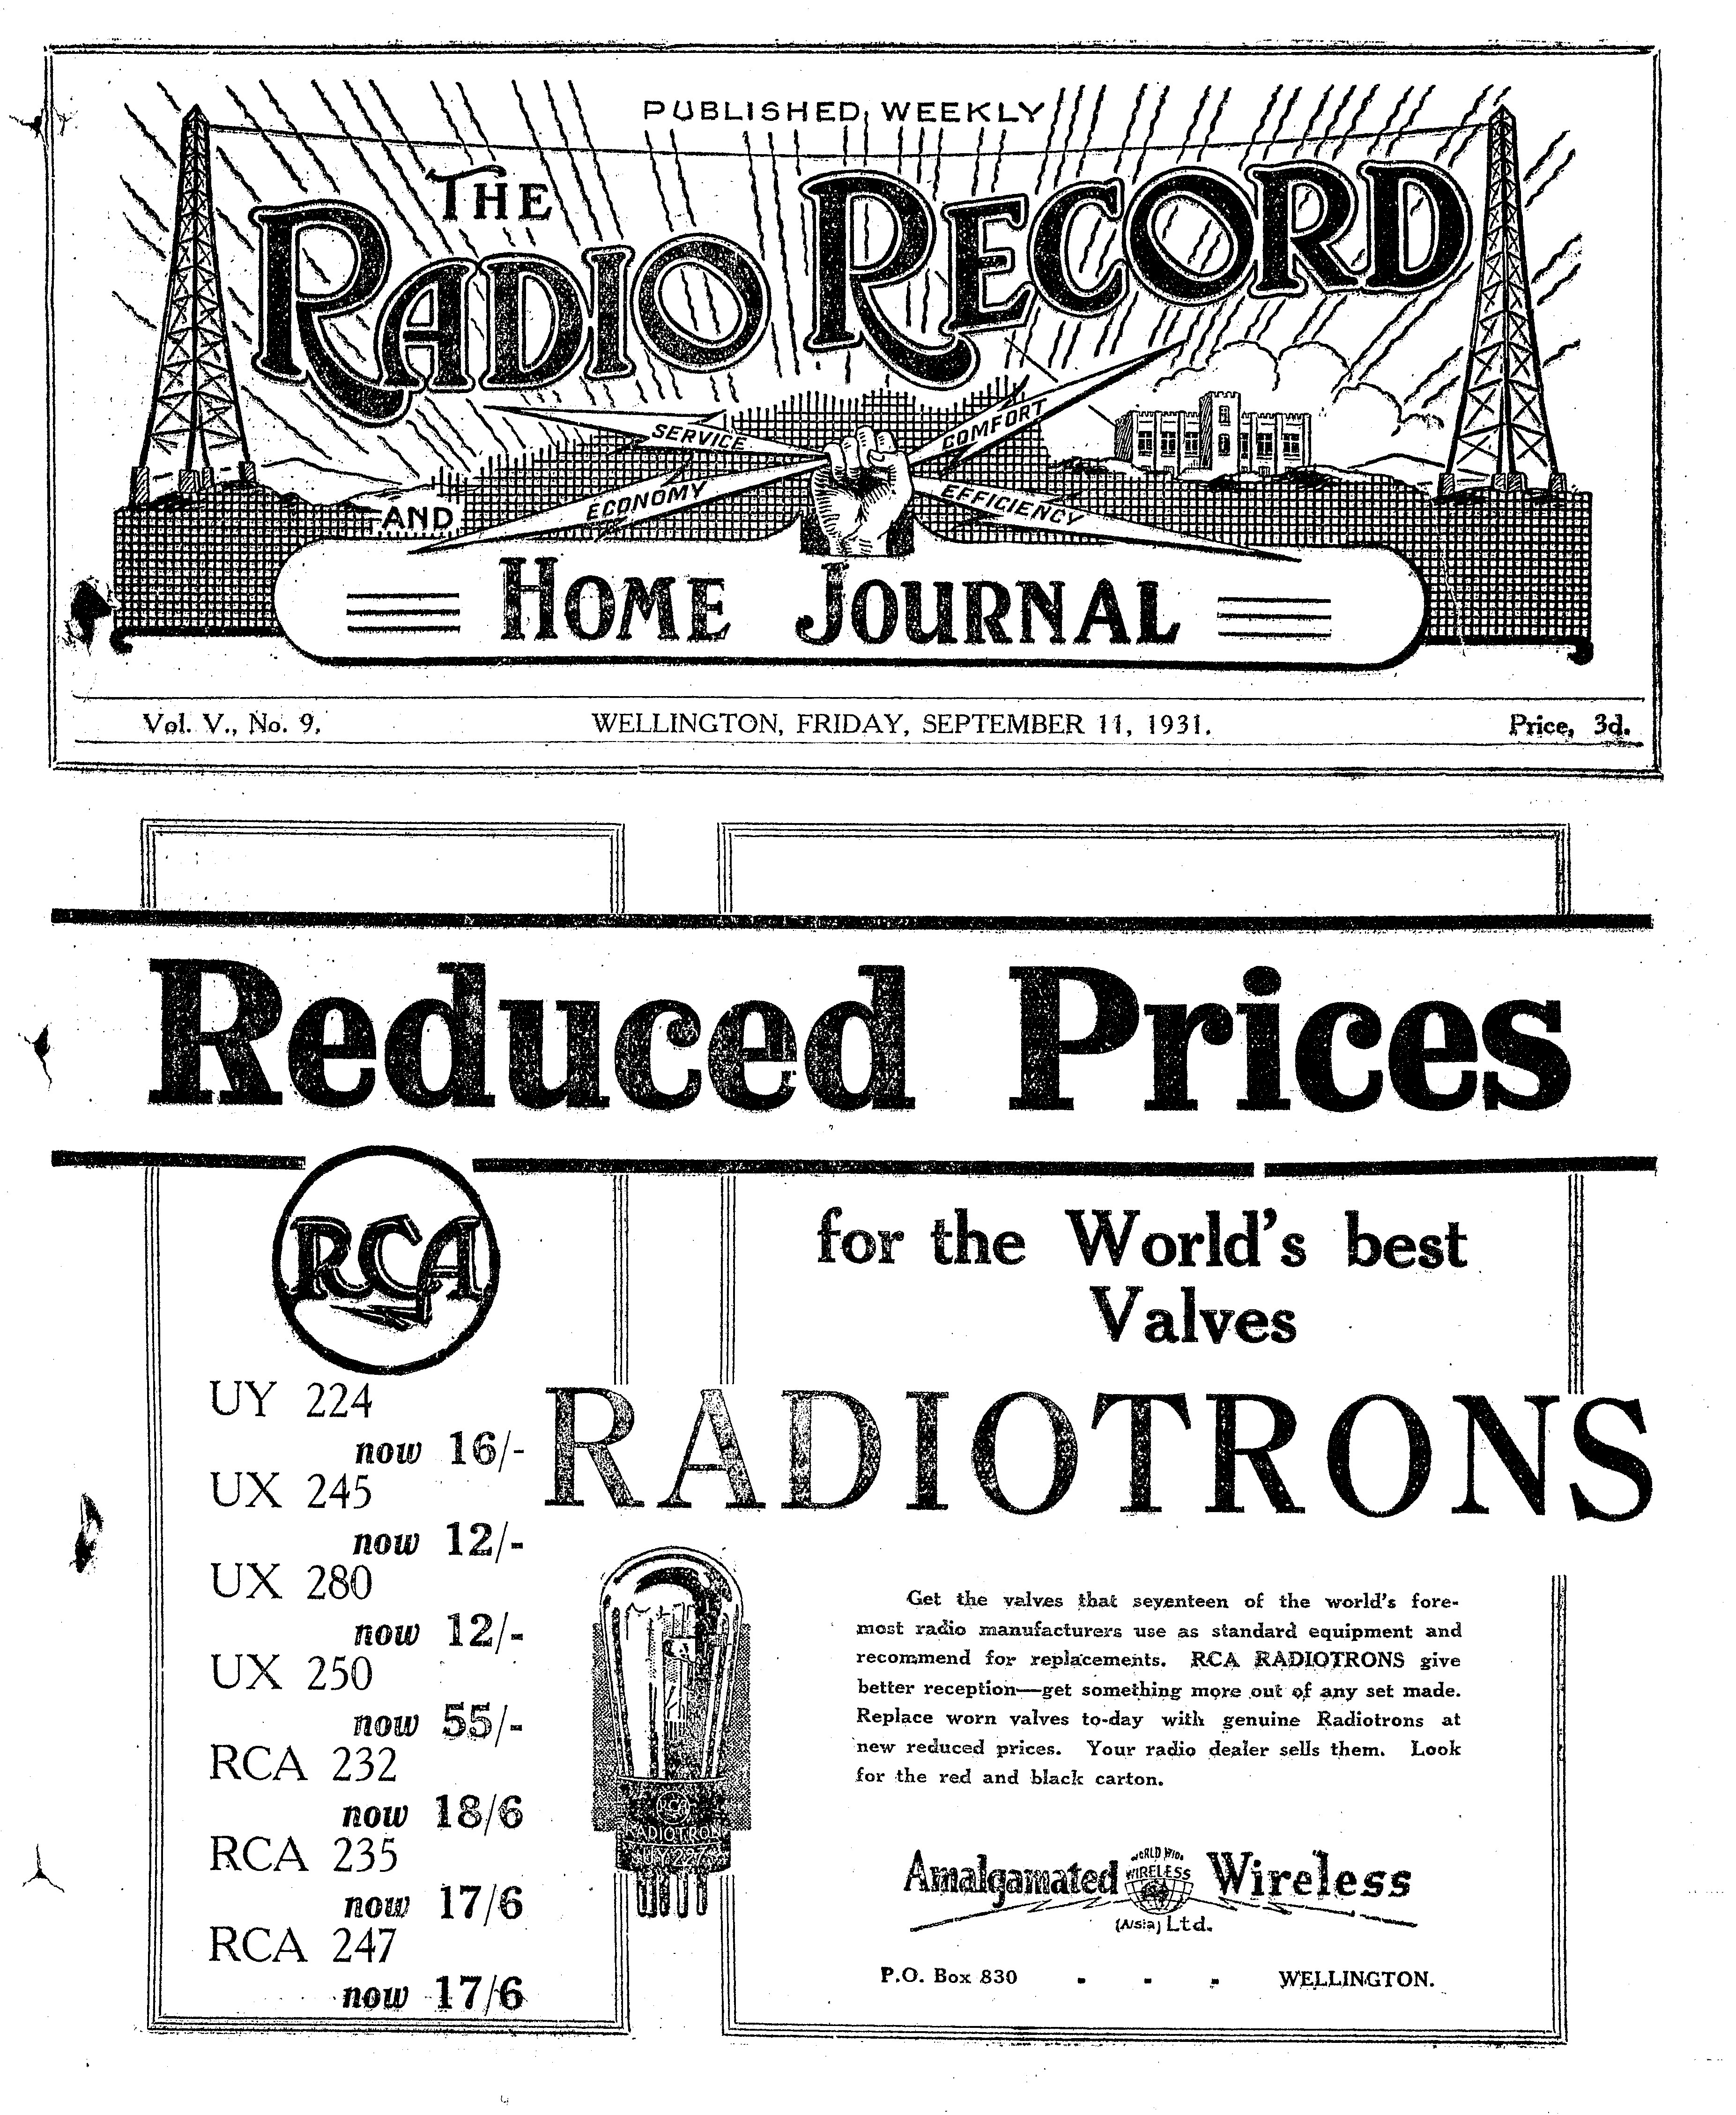 PUBLISHED WEEKLY
THE
RADIO RECORD
SERVICE
COMFORT
ECONOMY
EFFICIENCY
AND
HOME JOURNAL
Vol. V., No. 9. WELLINGTON, FRIDAY, SEPTEMBER 11, 1931. Price, 3d.
Reduced Prices
RCA
for the World's best
Valves
RADIOTRONS
UY 224
now 16/-
UX 245
now 12/-
UX 280
now 12/-
UX 250
now 55/-
RCA 232
now 18/6
RCA 235
now 17/6
RCA 247
now 17/6
RCA
RADIOTRON
UY 227
Get the valves that seventeen of the world's fore-
most radio manufacturers use as standard equipment and
recommend for replacements. RCA RADIOTRONS give
better reception—get something more out of any set made.
Replace worn valves to-day with genuine Radiotrons at
new reduced prices. Your radio dealer sells them. Look
for the red and black carton.
WORLD WIDE
WIRELESS
Amalgamated Wireless
(A/sia) Ltd.
P.O. Box 830 - - - WELLINGTON.